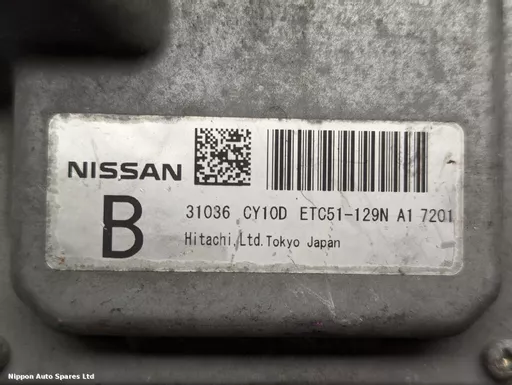 NISSAN
B
31036 CY10D ETC51-129N A1 7201
Hitachi,Ltd.Tokyo Japan
Nippon Auto Spares Ltd